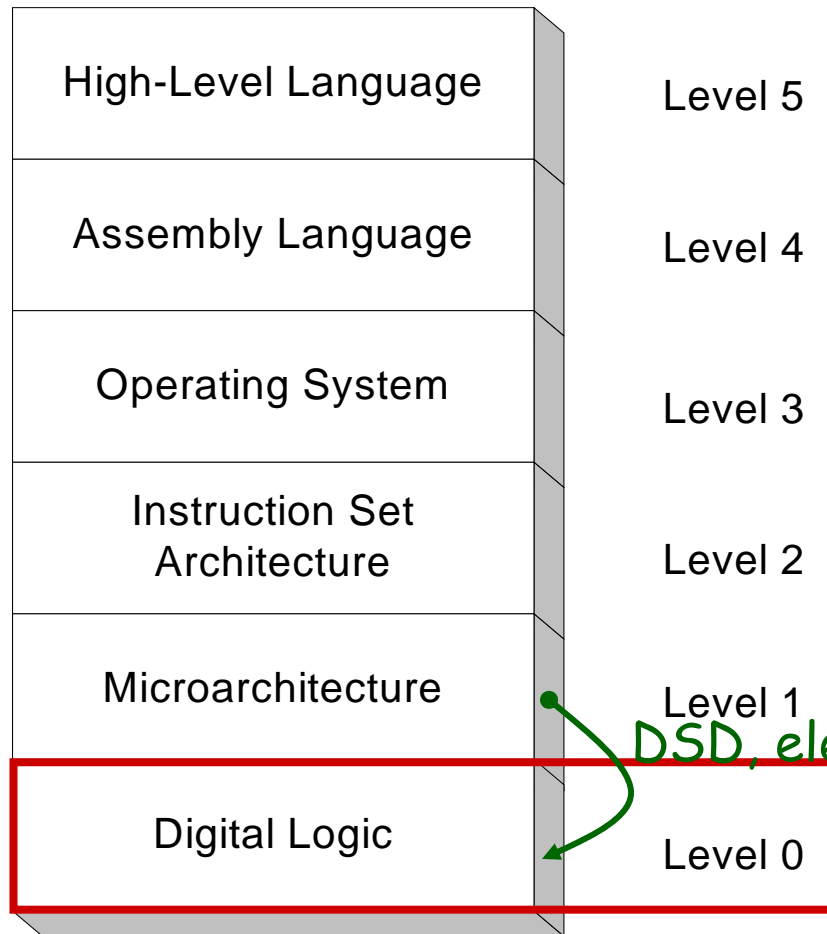 High-Level Language
Level 5
Assembly Language
Level 4
Operating System
Level 3
Instruction Set
Architecture
Level 2
Microarchitecture
Level 1
DSD, ele
Digital Logic
Level 0